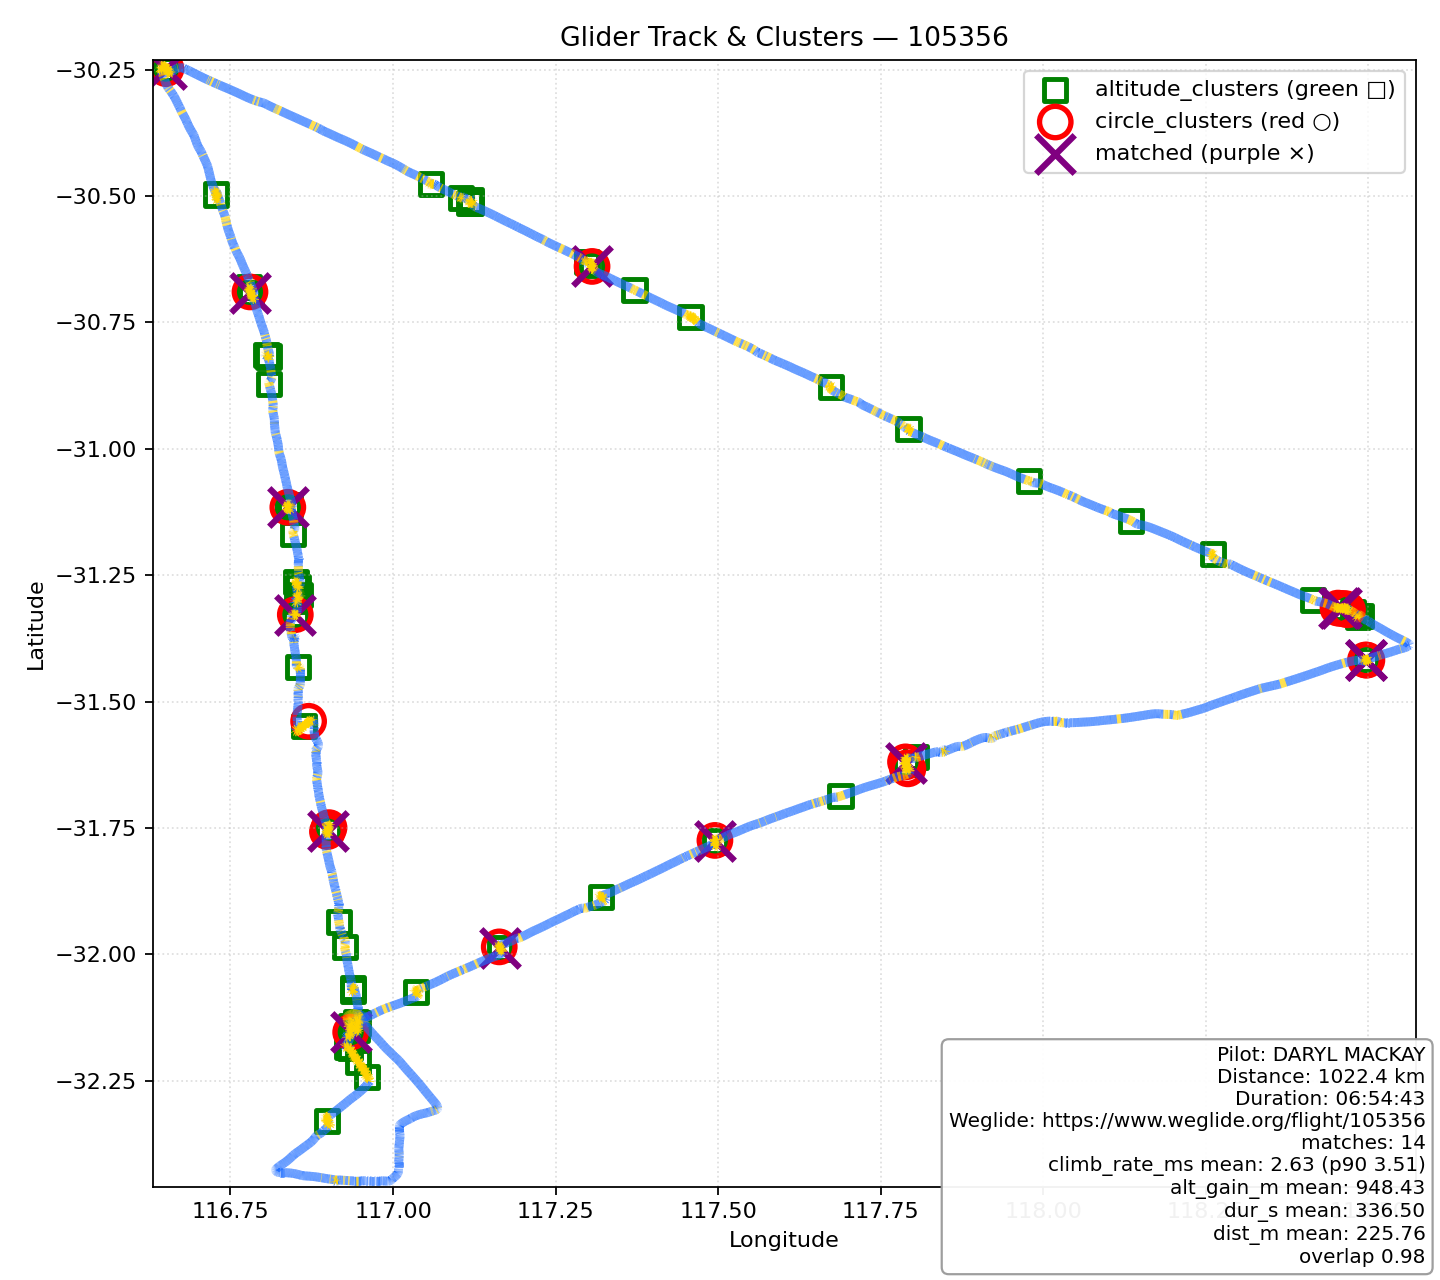 Glider Track & Clusters — 105356
altitude_clusters (green □)
circle_clusters (red ○)
matched (purple ×)
−30.25
−30.50
−30.75
−31.00
−31.25
−31.50
−31.75
−32.00
−32.25
Latitude
116.75
117.00
117.25
117.50
117.75
118.00
Longitude
Pilot: DARYL MACKAY
Distance: 1022.4 km
Duration: 06:54:43
Weglide: https://www.weglide.org/flight/105356
matches: 14
climb_rate_ms mean: 2.63 (p90 3.51)
alt_gain_m mean: 948.43
dur_s mean: 336.50
dist_m mean: 225.76
overlap 0.98